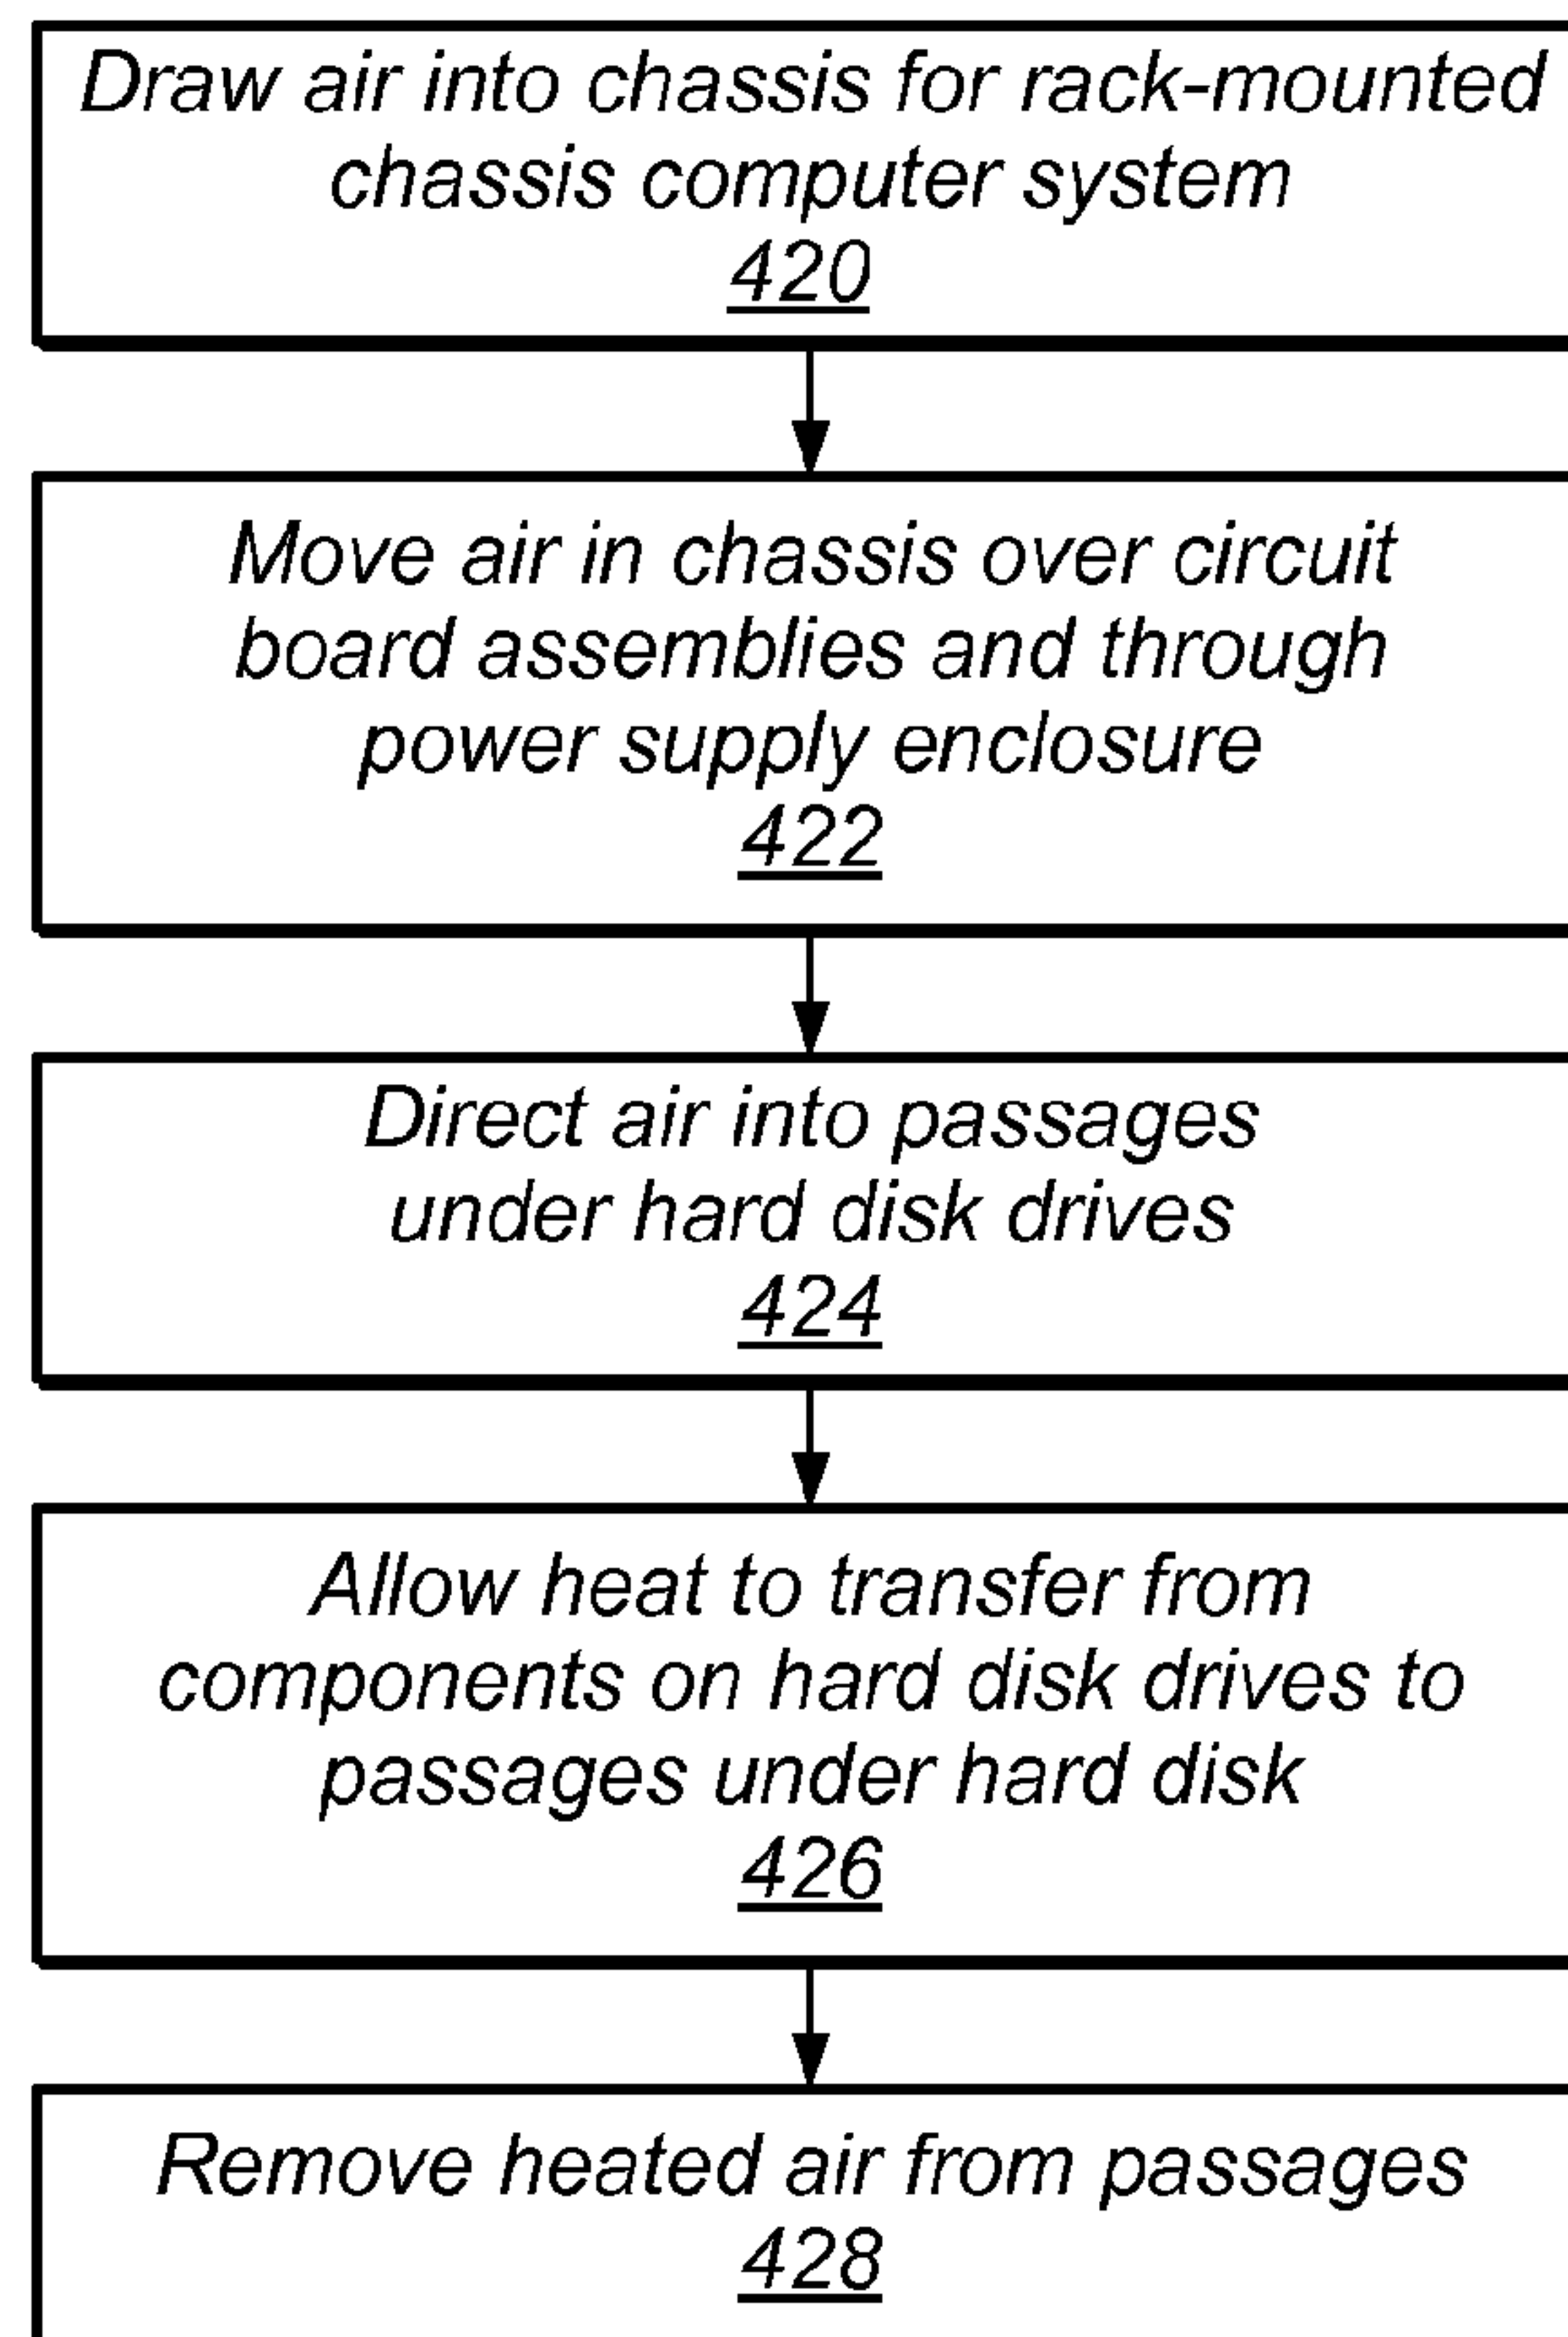 Draw air into chassis for rack-mounted
chassis computer system
420
Move air in chassis over circuit
board assemblies and through
power supply enclosure
422
Direct air into passages
under hard disk drives
424
Allow heat to transfer from
components on hard disk drives to
passages under hard disk
426
Remove heated air from passages
428